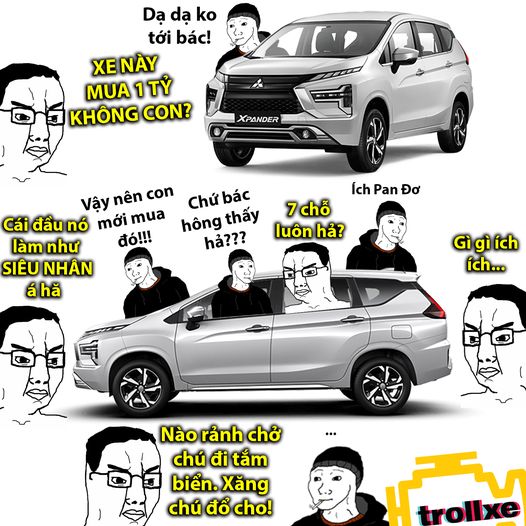 Dạ dạ ko
tới bác!
XE NÀY
MUA 1 TỶ
KHÔNG CON?
XPANDER
Vậy nên con
mới mua
đó!!!
Chứ bác
hông thấy
hả???
7 chỗ
luôn hả?
Ích Pan Đơ
Cái đầu nó
làm như
SIÊU NHÂN
á hă
Gì gì ích
ích...
Nào rảnh chở
chú đi tắm
biển. Xăng
chú đổ cho!
...
trollxe